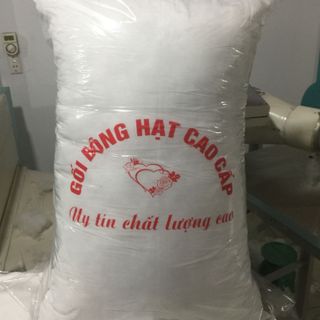 GỐI BÔNG HẠT CAO CẤP
Uy tín chất lượng cao